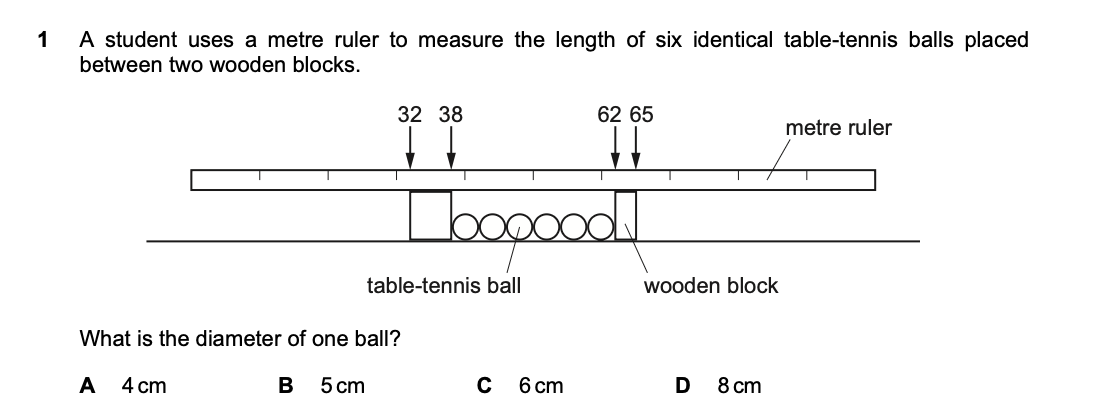 1 A student uses a metre ruler to measure the length of six identical table-tennis balls placed
between two wooden blocks.
32 38 62 65
metre ruler
table-tennis ball wooden block
What is the diameter of one ball?
A 4 cm B 5 cm C 6 cm D 8 cm